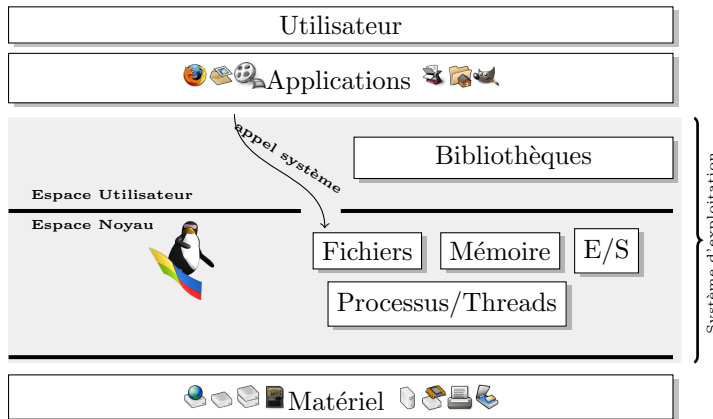 Utilisateur
Applications
appel système
Bibliothèques
Espace Utilisateur
Espace Noyau
Fichiers
Mémoire
E/S
Processus/Threads
Système d'exploitation
Matériel